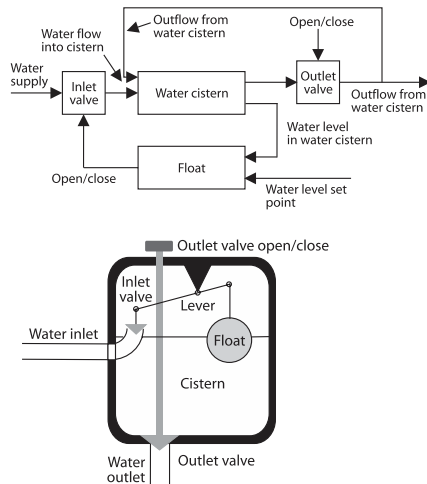 Open/close
Outflow from
water cistern
Water flow
into cistern
Water
supply
Inlet
valve
Water cistern
Outlet
valve
Outflow from
water cistern
Water level
in water cistern
Float
Open/close
Water level set
point
Outlet valve open/close
Inlet
valve
Lever
Water inlet
Float
Cistern
Water
outlet
Outlet valve